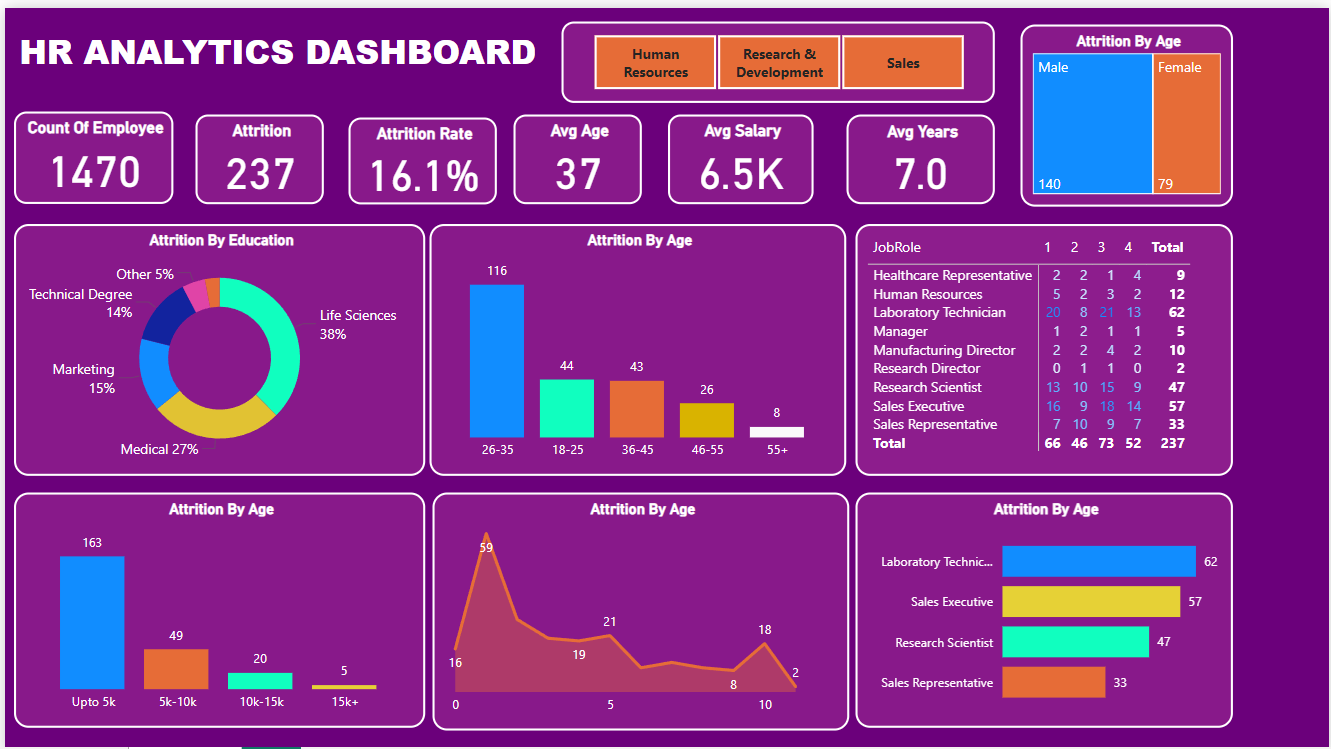 HR ANALYTICS DASHBOARD
Human
Resources
Research &
Development
Sales
Attrition By Age
Male
Female
140
79
Count Of Employee
1470
Attrition
237
Attrition Rate
16.1%
Avg Age
37
Avg Salary
6.5K
Avg Years
7.0
Attrition By Education
Other 5%
Technical Degree
14%
Life Sciences
38%
Marketing
15%
Medical 27%
Attrition By Age
116
44
43
26
8
26-35 18-25 36-45 46-55 55+
JobRole 1 2 3 4 Total
Healthcare Representative 2 2 1 4 9
Human Resources 5 2 3 2 12
Laboratory Technician 20 8 21 13 62
Manager 1 2 1 1 5
Manufacturing Director 2 2 4 2 10
Research Director 0 1 1 0 2
Research Scientist 13 10 15 9 47
Sales Executive 16 9 18 14 57
Sales Representative 7 10 9 7 33
Total 66 46 73 52 237
Attrition By Age
163
49
20
5
Upto 5k 5k-10k 10k-15k 15k+
Attrition By Age
59
16
19
21
8
18
2
0 5 10
Attrition By Age
Laboratory Technic... 62
Sales Executive 57
Research Scientist 47
Sales Representative 33